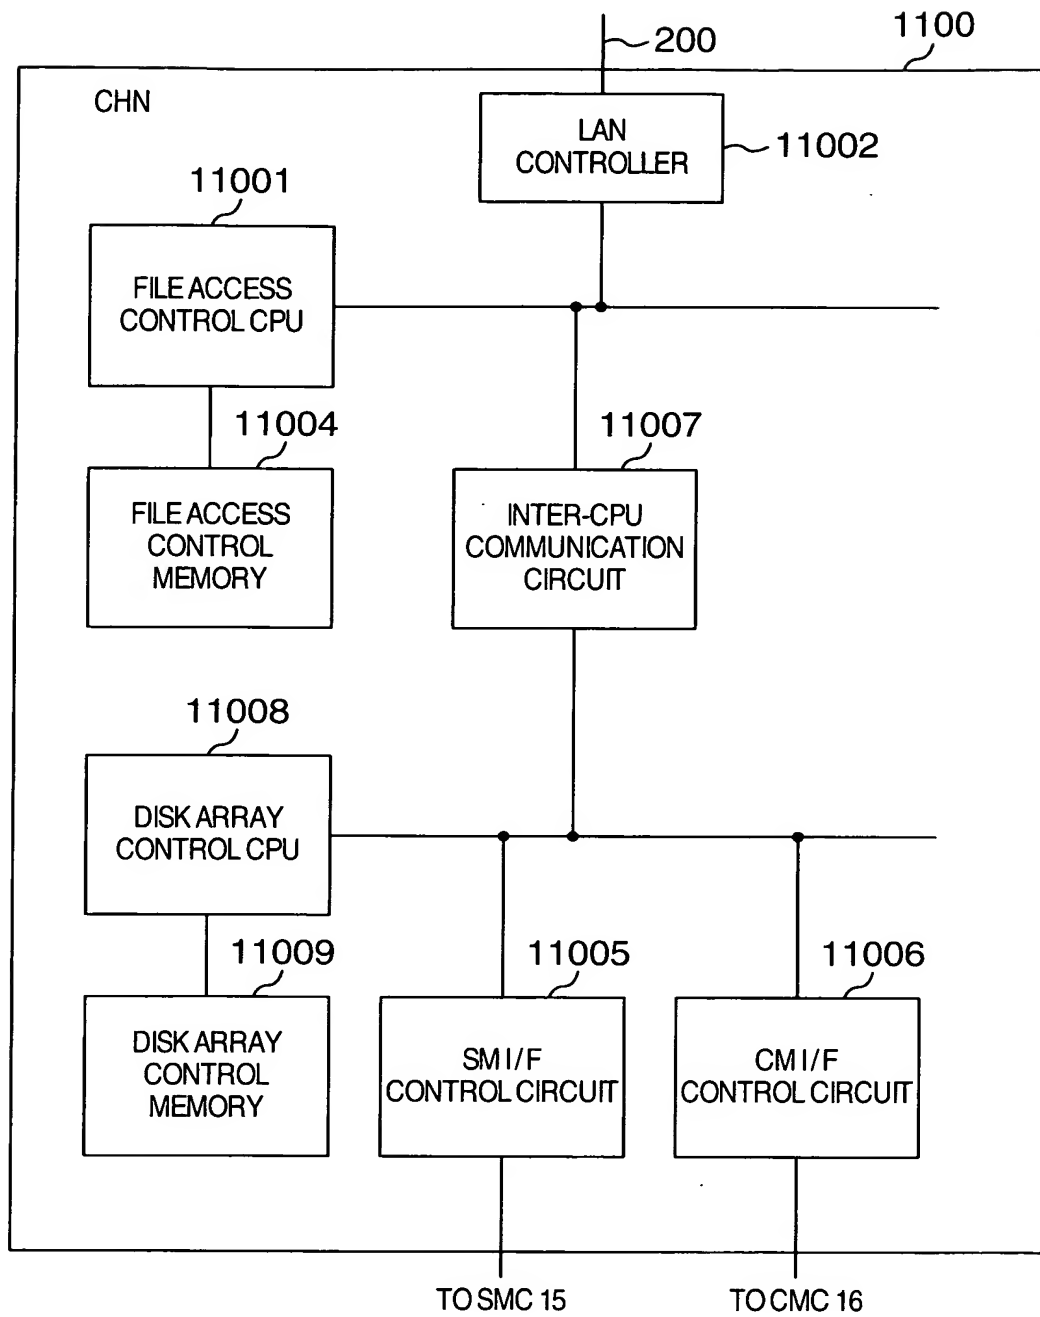 200
1100
CHN
LAN
CONTROLLER
11002
11001
FILE ACCESS
CONTROL CPU
11004
11007
FILE ACCESS
CONTROL
MEMORY
INTER-CPU
COMMUNICATION
CIRCUIT
11008
DISK ARRAY
CONTROL CPU
11009
11005
11006
DISK ARRAY
CONTROL
MEMORY
SM I/F
CONTROL CIRCUIT
CM I/F
CONTROL CIRCUIT
TO SMC 15
TO CMC 16